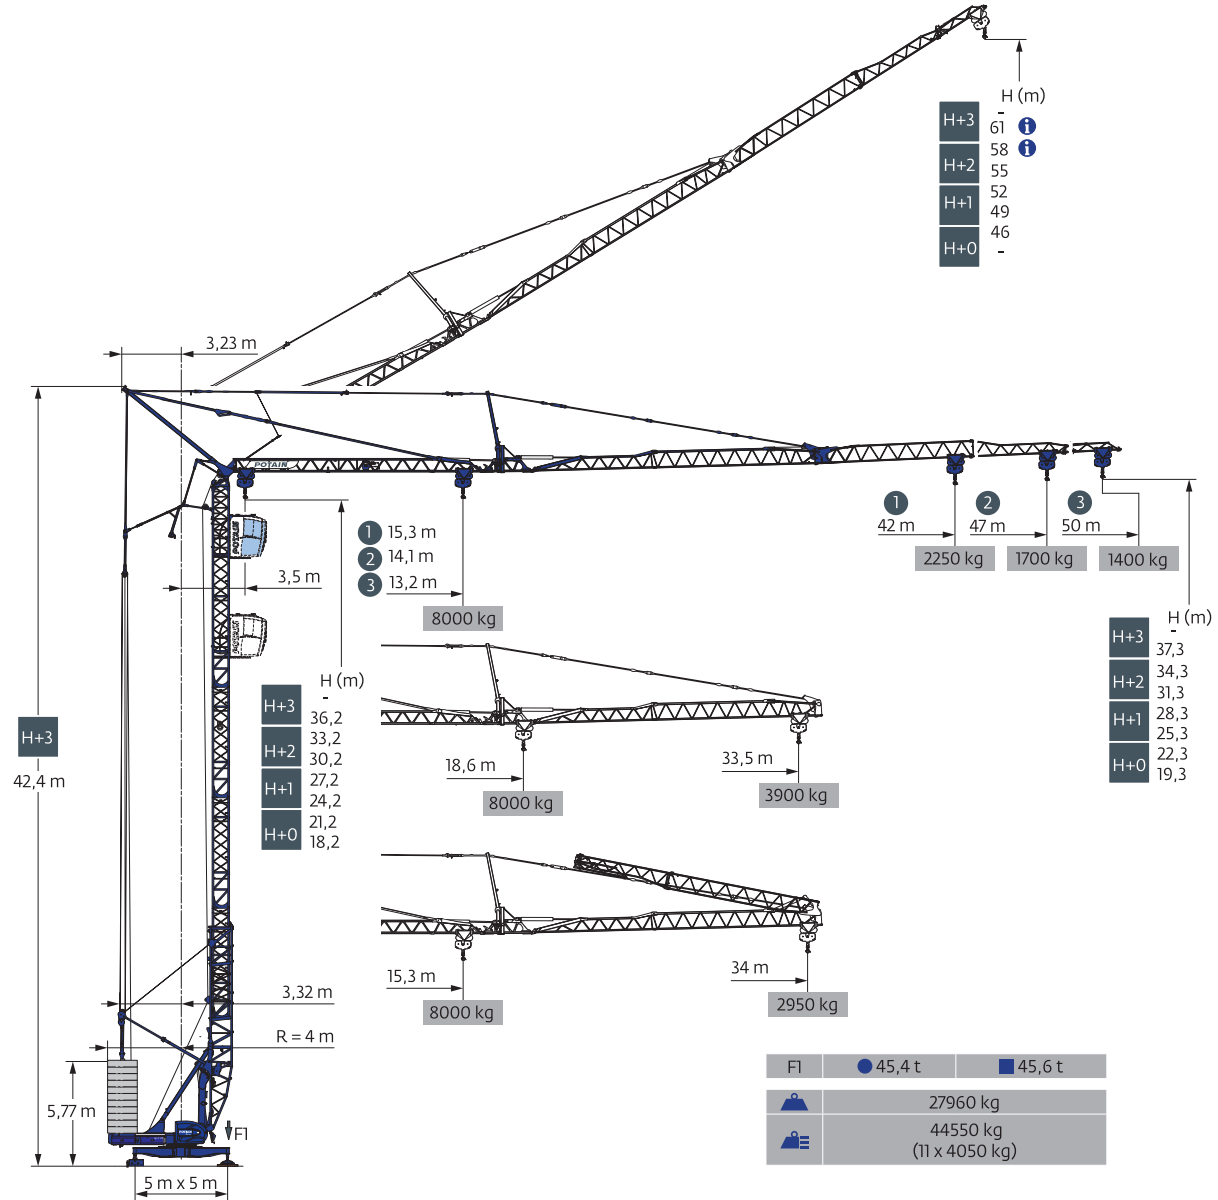 H (m)
H+3
-
61
58
H+2
55
52
H+1
49
46
H+0
-
3,23 m
POTAIN
1 15,3 m
2 14,1 m
3 13,2 m
8000 kg
1
42 m
2250 kg
2
47 m
1700 kg
3
50 m
1400 kg
POTAIN
3,5 m
POTAIN
H (m)
H+3
-
36,2
33,2
H+2
30,2
27,2
H+1
24,2
21,2
H+0
18,2
H (m)
H+3
-
37,3
34,3
H+2
31,3
28,3
H+1
25,3
22,3
H+0
19,3
H+3
42,4 m
18,6 m
8000 kg
33,5 m
3900 kg
15,3 m
8000 kg
34 m
2950 kg
3,32 m
R = 4 m
5,77 m
F1
5 m x 5 m
F1 45,4 t 45,6 t
27960 kg
44550 kg
(11 x 4050 kg)